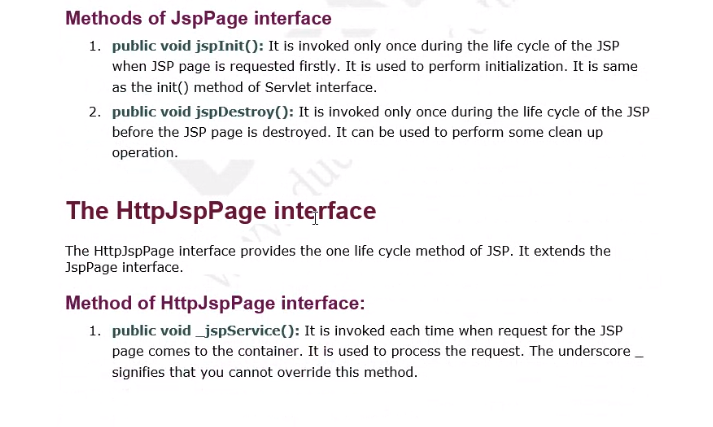 Methods of JspPage interface
1. public void jspInit(): It is invoked only once during the life cycle of the JSP
when JSP page is requested firstly. It is used to perform initialization. It is same
as the init() method of Servlet interface.
2. public void jspDestroy(): It is invoked only once during the life cycle of the JSP
before the JSP page is destroyed. It can be used to perform some clean up
operation.
The HttpJspPage interface
The HttpJspPage interface provides the one life cycle method of JSP. It extends the
JspPage interface.
Method of HttpJspPage interface:
1. public void _jspService(): It is invoked each time when request for the JSP
page comes to the container. It is used to process the request. The underscore _
signifies that you cannot override this method.